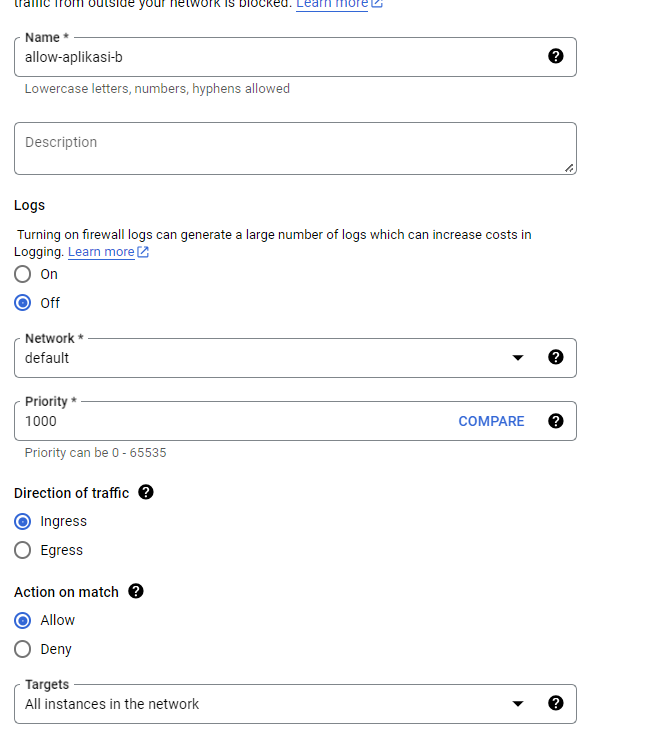 traffic from outside your network is blocked. Learn more
Name *
allow-aplikasi-b
Lowercase letters, numbers, hyphens allowed
Description
Logs
Turning on firewall logs can generate a large number of logs which can increase costs in
Logging. Learn more
On
Off
Network *
default
Priority *
1000
COMPARE
Priority can be 0 - 65535
Direction of traffic
Ingress
Egress
Action on match
Allow
Deny
Targets
All instances in the network